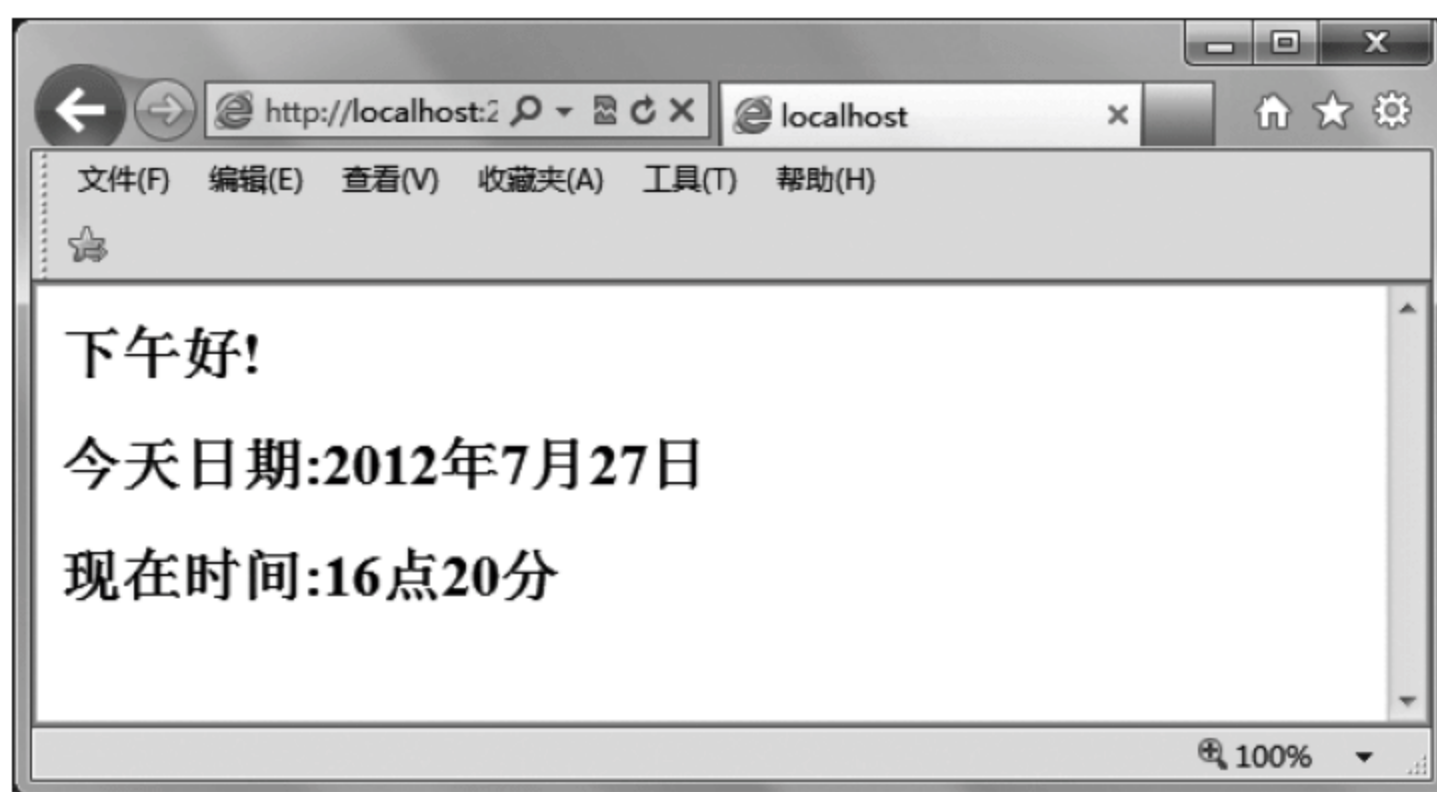 http://localhost:2
localhost
文件(F) 编辑(E) 查看(V) 收藏夹(A) 工具(T) 帮助(H)
下午好!
今天日期:2012年7月27日
现在时间:16点20分
100%